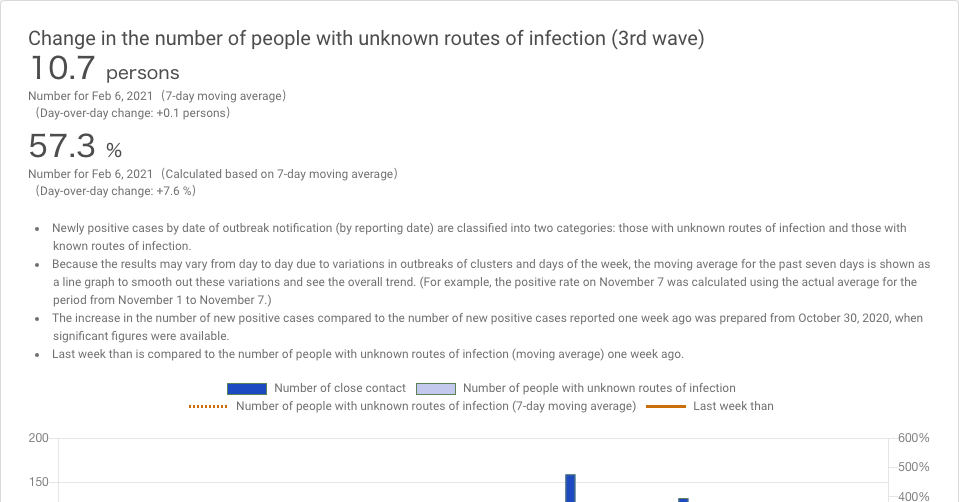 Change in the number of people with unknown routes of infection (3rd wave)
10.7 persons
Number for Feb 6, 2021（7-day moving average）
（Day-over-day change: +0.1 persons）
57.3 %
Number for Feb 6, 2021（Calculated based on 7-day moving average）
（Day-over-day change: +7.6 %）
• Newly positive cases by date of outbreak notification (by reporting date) are classified into two categories: those with unknown routes of infection and those with
known routes of infection.
• Because the results may vary from day to day due to variations in outbreaks of clusters and days of the week, the moving average for the past seven days is shown as
a line graph to smooth out these variations and see the overall trend. (For example, the positive rate on November 7 was calculated using the actual average for the
period from November 1 to November 7.)
• The increase in the number of new positive cases compared to the number of new positive cases reported one week ago was prepared from October 30, 2020, when
significant figures were available.
• Last week than is compared to the number of people with unknown routes of infection (moving average) one week ago.
Number of close contact Number of people with unknown routes of infection
Number of people with unknown routes of infection (7-day moving average) Last week than
200 600%
500%
150
400%